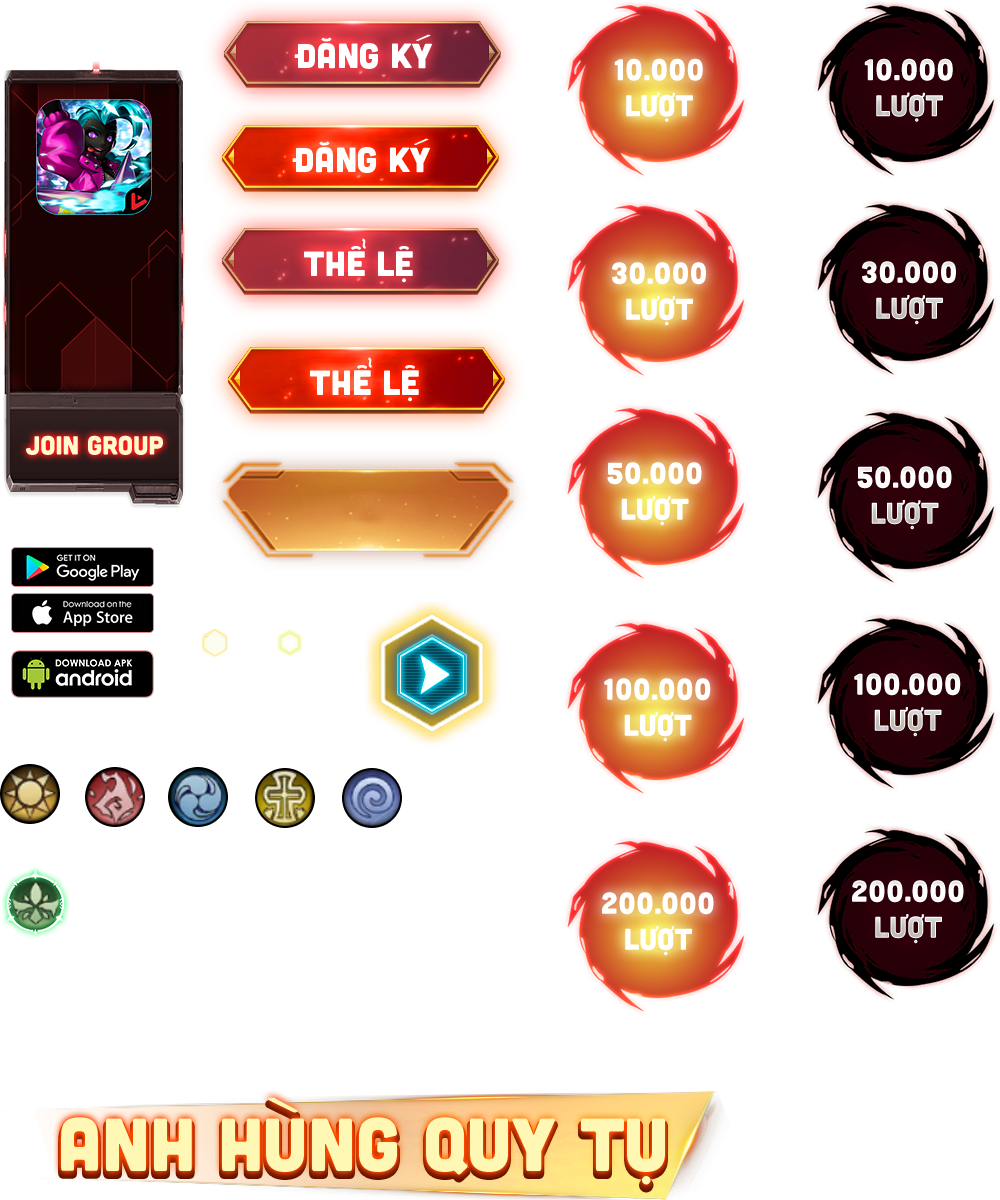 ĐĂNG KÝ
ĐĂNG KÝ
THỂ LỆ
THỂ LỆ
JOIN GROUP
GET IT ON
Google Play
Download on the
App Store
DOWNLOAD APK
android
10.000
LƯỢT
10.000
LƯỢT
30.000
LƯỢT
30.000
LƯỢT
50.000
LƯỢT
50.000
LƯỢT
100.000
LƯỢT
100.000
LƯỢT
200.000
LƯỢT
200.000
LƯỢT
ANH HÙNG QUY TỤ